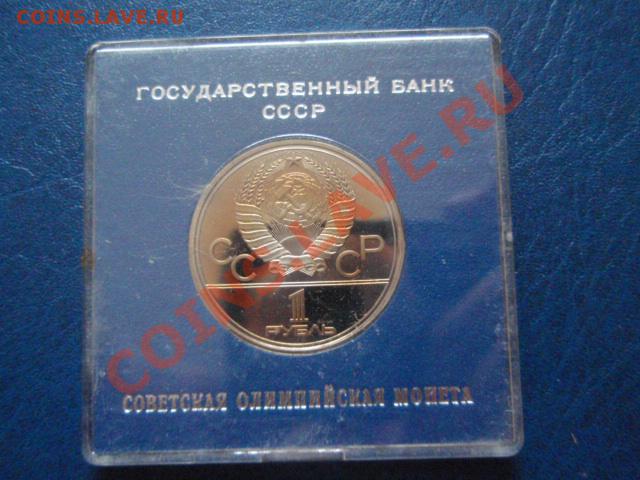 COINS.LAVE.RU
ГОСУДАРСТВЕННЫЙ БАНК
СССР
СССР
1
РУБЛЬ
СОВЕТСКАЯ ОЛИМПИЙСКАЯ МОНЕТА
COINS.LAVE.RU